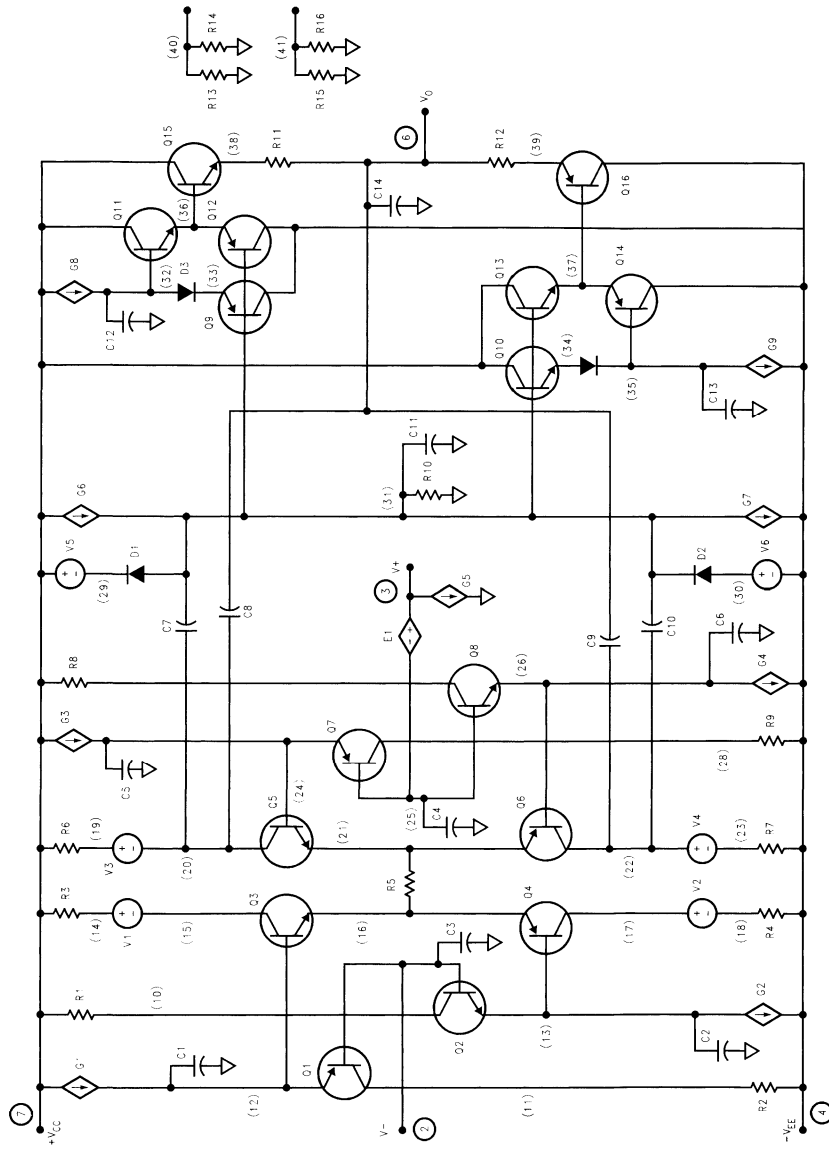 R14
R16
(40)
(41)
R13
R15
Q15
(38)
R11
6
V₀
R12
(39)
Q16
Q11
(36)
Q12
C14
Q13
(37)
Q14
G8
(32)
D3
(33)
Q9
C12
Q10
(34)
(35)
C13
G9
C11
(31)
R10
G6
G7
V5
(29)
D1
C7
C8
3
V+
G5
E1
C9
C10
D2
(30)
V6
C6
R8
Q8
(26)
G4
G3
Q7
C5
(24)
(25)
C4
(28)
R9
R6
(19)
V3
(20)
G5
(21)
Q6
(22)
V4
(23)
R7
R3
(14)
V1
(15)
Q3
(16)
R5
Q4
(17)
V2
(18)
R4
R1
(10)
C3
Q2
(13)
C2
G2
G1
C1
(12)
Q1
(11)
R2
7
+VCC
V-
2
4
-VEE